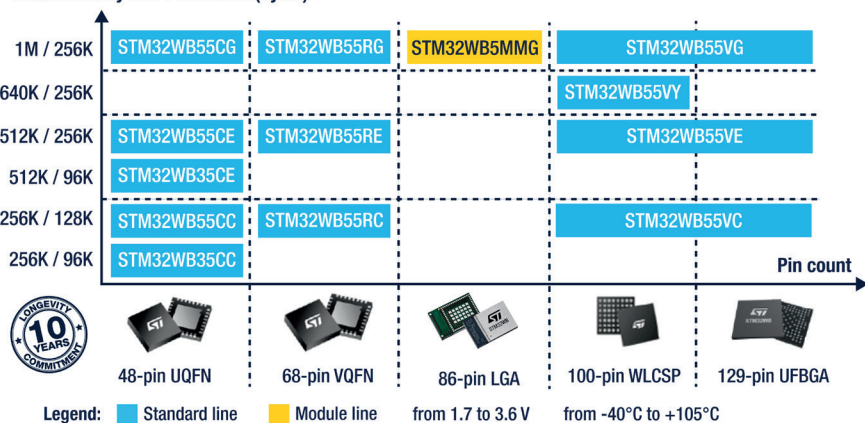 1M / 256K STM32WB55CG STM32WB55RG STM32WB5MMG STM32WB55VG
640K / 256K STM32WB55VY
512K / 256K STM32WB55CE STM32WB55RE STM32WB55VE
512K / 96K STM32WB35CE
256K / 128K STM32WB55CC STM32WB55RC STM32WB55VC
256K / 96K STM32WB35CC
Pin count
LONGEVITY
10
YEARS
COMMITMENT
48-pin UQFN 68-pin VQFN 86-pin LGA 100-pin WLCSP 129-pin UFBGA
Legend: Standard line Module line from 1.7 to 3.6 V from -40°C to +105°C